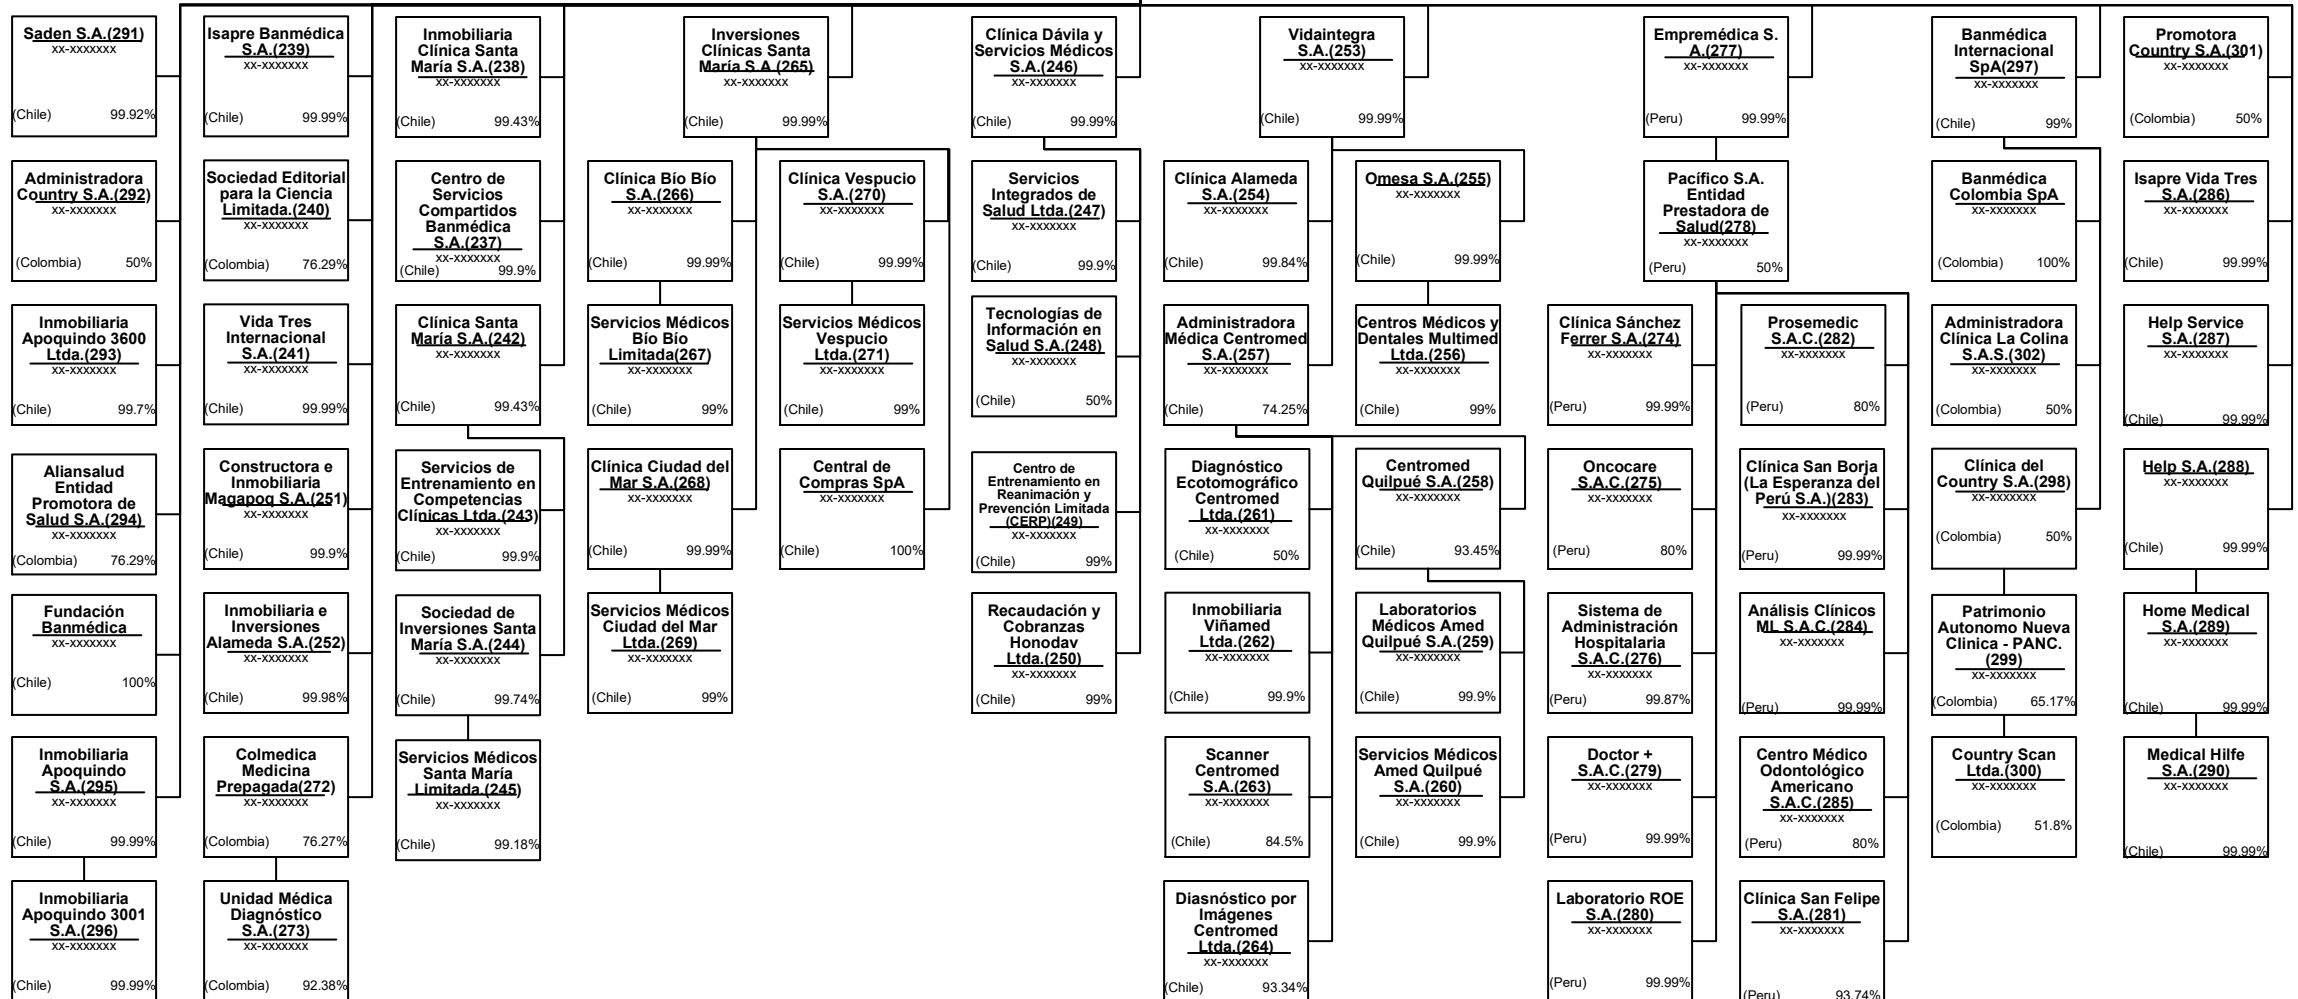 Saden S.A.(291)
xx-xxxxxxx
(Chile) 99.92%
Isapre Banmédica
S.A.(239)
xx-xxxxxxx
(Chile) 99.99%
Inmobiliaria
Clínica Santa
María S.A.(238)
xx-xxxxxxx
(Chile) 99.43%
Inversiones
Clínicas Santa
María S.A.(265)
xx-xxxxxxx
(Chile) 99.99%
Clínica Dávila y
Servicios Médicos
S.A.(246)
xx-xxxxxxx
(Chile) 99.99%
Vidaintegra
S.A.(253)
xx-xxxxxxx
(Chile) 99.99%
Empremédica S.
A.(277)
xx-xxxxxxx
(Peru) 99.99%
Banmédica
Internacional
SpA(297)
xx-xxxxxxx
(Chile) 99%
Promotora
Country S.A.(301)
xx-xxxxxxx
(Colombia) 50%
Administradora
Country S.A.(292)
xx-xxxxxxx
(Colombia) 50%
Sociedad Editorial
para la Ciencia
Limitada.(240)
xx-xxxxxxx
(Colombia) 76.29%
Centro de
Servicios
Compartidos
Banmédica
S.A.(237)
xx-xxxxxxx
(Chile) 99.9%
Clínica Bío Bío
S.A.(266)
xx-xxxxxxx
(Chile) 99.99%
Clínica Vespucio
S.A.(270)
xx-xxxxxxx
(Chile) 99.99%
Servicios
Integrados de
Salud Ltda.(247)
xx-xxxxxxx
(Chile) 99.9%
Clínica Alameda
S.A.(254)
xx-xxxxxxx
(Chile) 99.84%
Omesa S.A.(255)
xx-xxxxxxx
(Chile) 99.99%
Pacífico S.A.
Entidad
Prestadora de
Salud(278)
xx-xxxxxxx
(Peru) 50%
Banmédica
Colombia SpA
xx-xxxxxxx
(Colombia) 100%
Isapre Vida Tres
S.A.(286)
xx-xxxxxxx
(Chile) 99.99%
Inmobiliaria
Apoquindo 3600
Ltda.(293)
xx-xxxxxxx
(Chile) 99.7%
Vida Tres
Internacional
S.A.(241)
xx-xxxxxxx
(Chile) 99.99%
Clínica Santa
María S.A.(242)
xx-xxxxxxx
(Chile) 99.43%
Servicios Médicos
Bío Bío
Limitada(267)
xx-xxxxxxx
(Chile) 99%
Servicios Médicos
Vespucio
Ltda.(271)
xx-xxxxxxx
(Chile) 99%
Tecnologías de
Información en
Salud S.A.(248)
xx-xxxxxxx
(Chile) 50%
Administradora
Médica Centromed
S.A.(257)
xx-xxxxxxx
(Chile) 74.25%
Centros Médicos y
Dentales Multimed
Ltda.(256)
xx-xxxxxxx
(Chile) 99%
Clínica Sánchez
Ferrer S.A.(274)
xx-xxxxxxx
(Peru) 99.99%
Prosemedic
S.A.C.(282)
xx-xxxxxxx
(Peru) 80%
Administradora
Clínica La Colina
S.A.S.(302)
xx-xxxxxxx
(Colombia) 50%
Help Service
S.A.(287)
xx-xxxxxxx
(Chile) 99.99%
Aliansalud
Entidad
Promotora de
Salud S.A.(294)
xx-xxxxxxx
(Colombia) 76.29%
Constructora e
Inmobiliaria
Magapoq S.A.(251)
xx-xxxxxxx
(Chile) 99.9%
Servicios de
Entrenamiento en
Competencias
Clínicas Ltda.(243)
xx-xxxxxxx
(Chile) 99.9%
Clínica Ciudad del
Mar S.A.(268)
xx-xxxxxxx
(Chile) 99.99%
Central de
Compras SpA
xx-xxxxxxx
(Chile) 100%
Centro de
Entrenamiento en
Reanimación y
Prevención Limitada
(CERP)(249)
xx-xxxxxxx
(Chile) 99%
Diagnóstico
Ecotomográfico
Centromed
Ltda.(261)
xx-xxxxxxx
(Chile) 50%
Centromed
Quilpué S.A.(258)
xx-xxxxxxx
(Chile) 93.45%
Oncocare
S.A.C.(275)
xx-xxxxxxx
(Peru) 80%
Clínica San Borja
(La Esperanza del
Perú S.A.)(283)
xx-xxxxxxx
(Peru) 99.99%
Clínica del
Country S.A.(298)
xx-xxxxxxx
(Colombia) 50%
Help S.A.(288)
xx-xxxxxxx
(Chile) 99.99%
Fundación
Banmédica
xx-xxxxxxx
(Chile) 100%
Inmobiliaria e
Inversiones
Alameda S.A.(252)
xx-xxxxxxx
(Chile) 99.98%
Sociedad de
Inversiones Santa
María S.A.(244)
xx-xxxxxxx
(Chile) 99.74%
Servicios Médicos
Ciudad del Mar
Ltda.(269)
xx-xxxxxxx
(Chile) 99%
Recaudación y
Cobranzas
Honodav
Ltda.(250)
xx-xxxxxxx
(Chile) 99%
Inmobiliaria
Viñamed
Ltda.(262)
xx-xxxxxxx
(Chile) 99.9%
Laboratorios
Médicos Amed
Quilpué S.A.(259)
xx-xxxxxxx
(Chile) 99.9%
Sistema de
Administración
Hospitalaria
S.A.C.(276)
xx-xxxxxxx
(Peru) 99.87%
Análisis Clínicos
ML S.A.C.(284)
xx-xxxxxxx
(Peru) 99.99%
Patrimonio
Autonomo Nueva
Clinica - PANC.
(299)
xx-xxxxxxx
(Colombia) 65.17%
Home Medical
S.A.(289)
xx-xxxxxxx
(Chile) 99.99%
Inmobiliaria
Apoquindo
S.A.(295)
xx-xxxxxxx
(Chile) 99.99%
Colmedica
Medicina
Prepagada(272)
xx-xxxxxxx
(Colombia) 76.27%
Servicios Médicos
Santa María
Limitada.(245)
xx-xxxxxxx
(Chile) 99.18%
Scanner
Centromed
S.A.(263)
xx-xxxxxxx
(Chile) 84.5%
Servicios Médicos
Amed Quilpué
S.A.(260)
xx-xxxxxxx
(Chile) 99.9%
Doctor +
S.A.C.(279)
xx-xxxxxxx
(Peru) 99.99%
Centro Médico
Odontológico
Americano
S.A.C.(285)
xx-xxxxxxx
(Peru) 80%
Country Scan
Ltda.(300)
xx-xxxxxxx
(Colombia) 51.8%
Medical Hilfe
S.A.(290)
xx-xxxxxxx
(Chile) 99.99%
Inmobiliaria
Apoquindo 3001
S.A.(296)
xx-xxxxxxx
(Chile) 99.99%
Unidad Médica
Diagnóstico
S.A.(273)
xx-xxxxxxx
(Colombia) 92.38%
Diasnóstico por
Imágenes
Centromed
Ltda.(264)
xx-xxxxxxx
(Chile) 93.34%
Laboratorio ROE
S.A.(280)
xx-xxxxxxx
(Peru) 99.99%
Clínica San Felipe
S.A.(281)
xx-xxxxxxx
(Peru) 93.74%